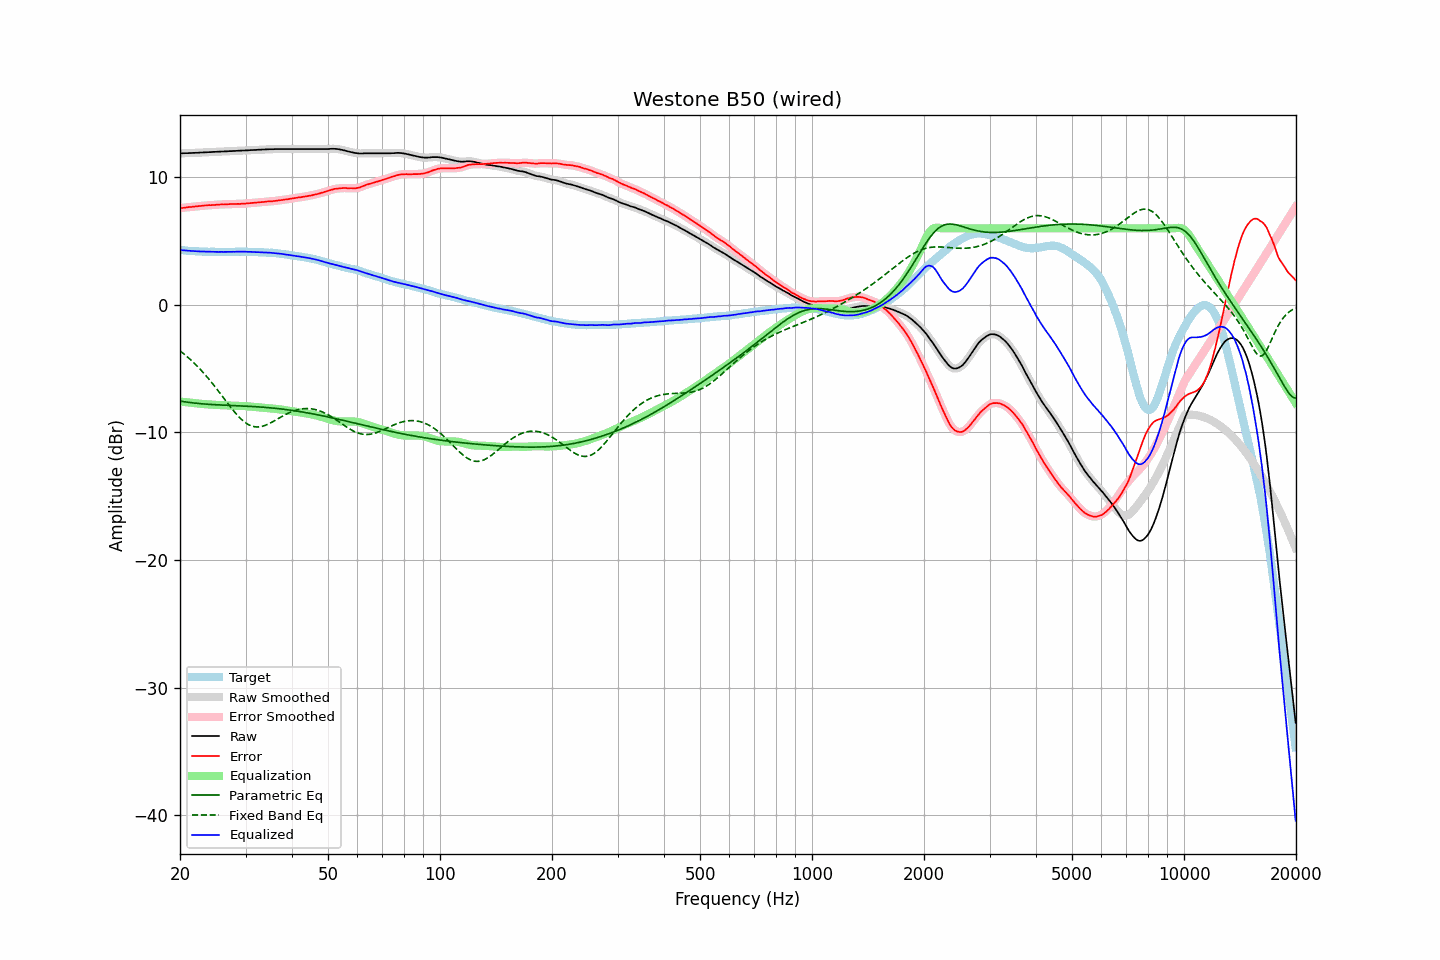 Westone B50 (wired)
Amplitude (dBr)
10
0
−10
−20
−30
−40
Target
Raw Smoothed
Error Smoothed
Raw
Error
Equalization
Parametric Eq
Fixed Band Eq
Equalized
20 50 100 200 500 1000 2000 5000 10000 20000
Frequency (Hz)